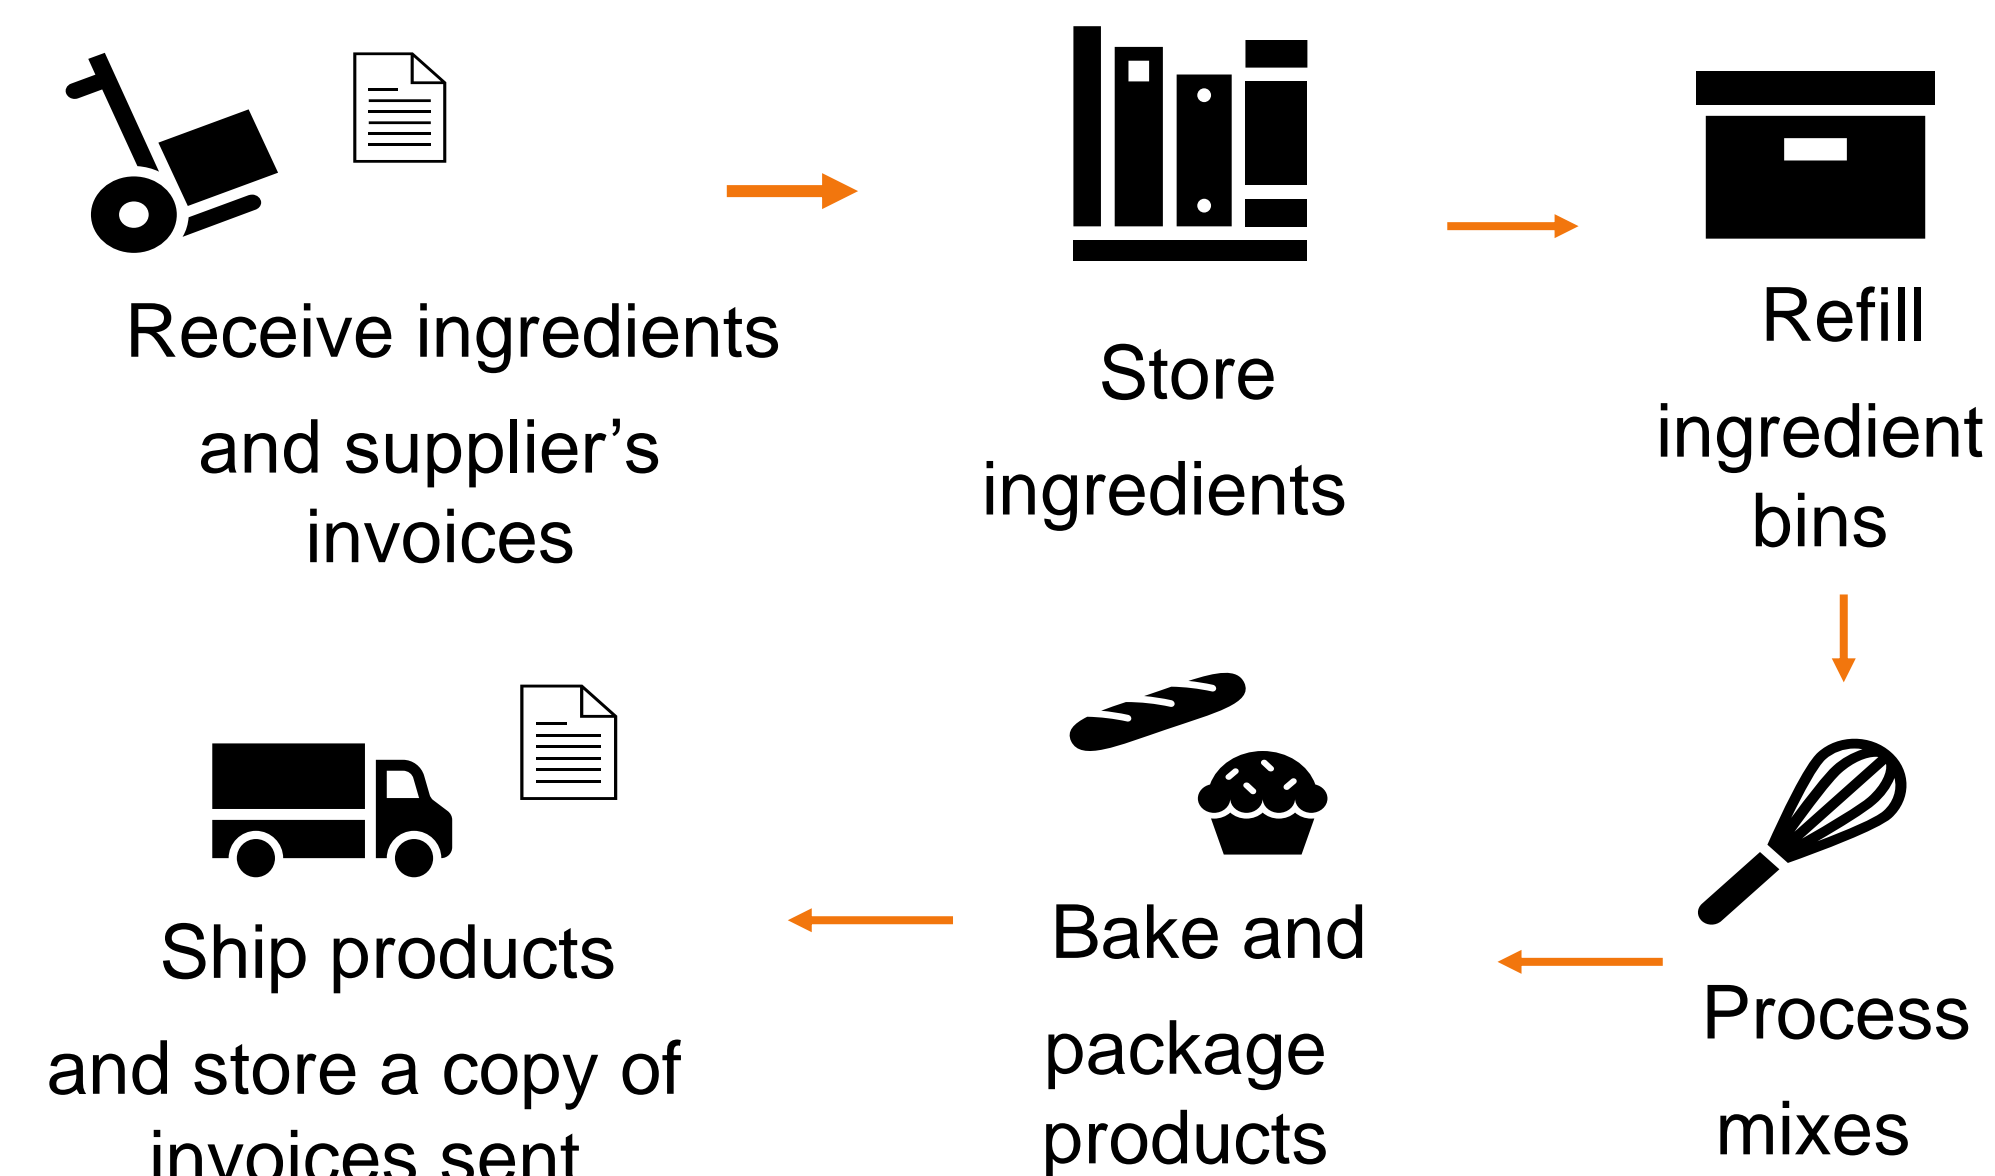 Receive ingredients
and supplier’s
invoices
Store
ingredients
Refill
ingredient
bins
Process
mixes
Bake and
package
products
Ship products
and store a copy of
invoices sent